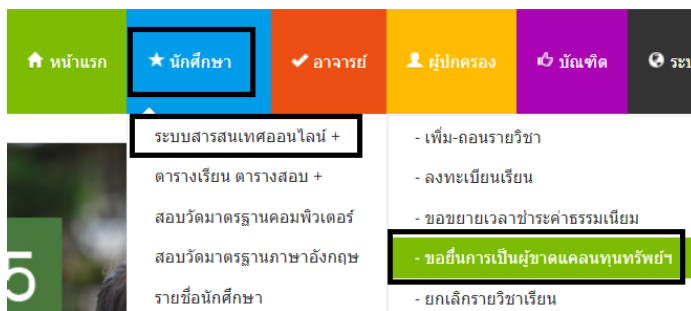 หน้าแรก
นักศึกษา
อาจารย์
ผู้ปกครอง
บัณฑิต
ระบบสารสนเทศออนไลน์ +
ตารางเรียน ตารางสอบ +
สอบวัดมาตรฐานคอมพิวเตอร์
สอบวัดมาตรฐานภาษาอังกฤษ
รายชื่อนักศึกษา
- เพิ่ม-ถอนรายวิชา
- ลงทะเบียนเรียน
- ขอขยายเวลาชำระค่าธรรมเนียม
- ขอยื่นการเป็นผู้ขาดแคลนทุนทรัพย์ฯ
- ยกเลิกรายวิชาเรียน
5